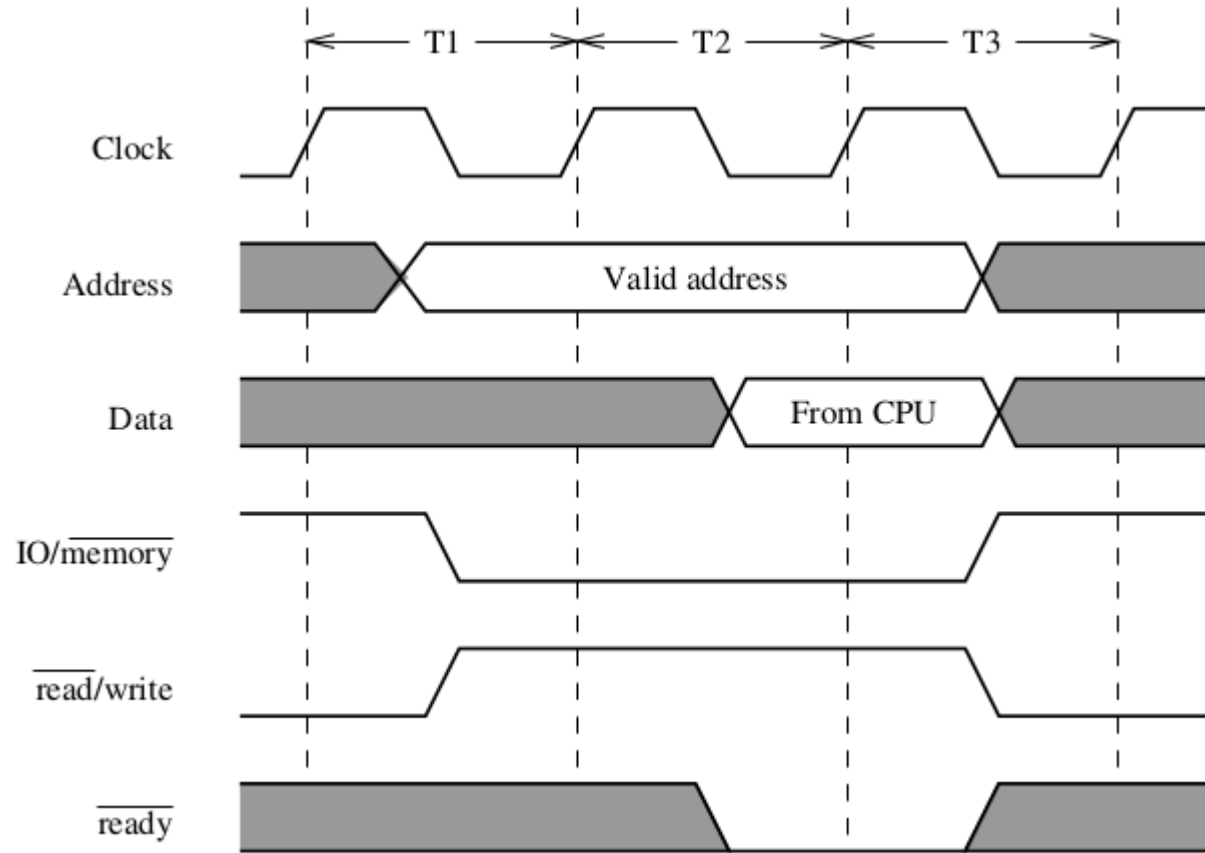 T1 T2 T3
Clock
Address Valid address
Data From CPU
IO/memory
read/write
ready